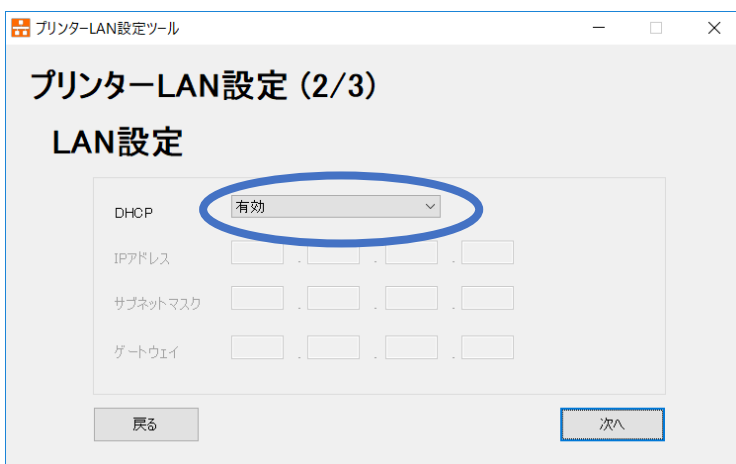 プリンターLAN設定ツール
プリンターLAN設定 (2/3)
LAN設定
DHCP 有効
IPアドレス . . .
サブネットマスク . . .
ゲートウェイ . . .
戻る 次へ